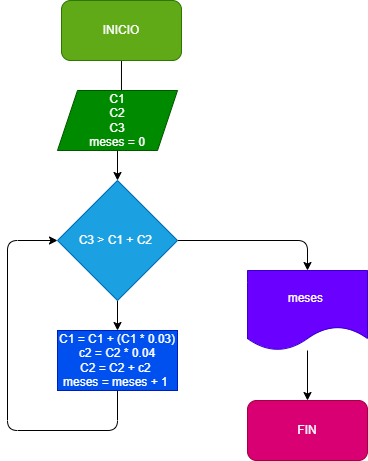 INICIO
C1
C2
C3
meses = 0
C3 > C1 + C2
C1 = C1 + (C1 * 0.03)
c2 = C2 * 0.04
C2 = C2 + c2
meses = meses + 1
meses
FIN